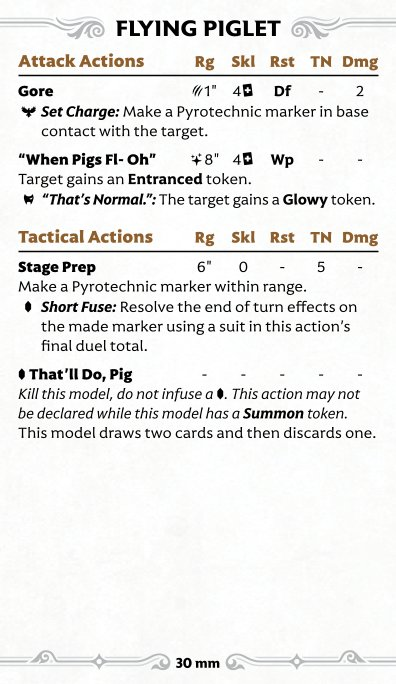 FLYING PIGLET
Attack Actions Rg Skl Rst TN Dmg
Gore 1" 4 Df - 2
Set Charge: Make a Pyrotechnic marker in base
contact with the target.
“When Pigs Fl- Oh” 8" 4 Wp - -
Target gains an Entranced token.
“That’s Normal.”: The target gains a Glowy token.
Tactical Actions Rg Skl Rst TN Dmg
Stage Prep 6" 0 - 5 -
Make a Pyrotechnic marker within range.
Short Fuse: Resolve the end of turn effects on
the made marker using a suit in this action’s
final duel total.
That’ll Do, Pig - - - - -
Kill this model, do not infuse a . This action may not
be declared while this model has a Summon token.
This model draws two cards and then discards one.
30 mm